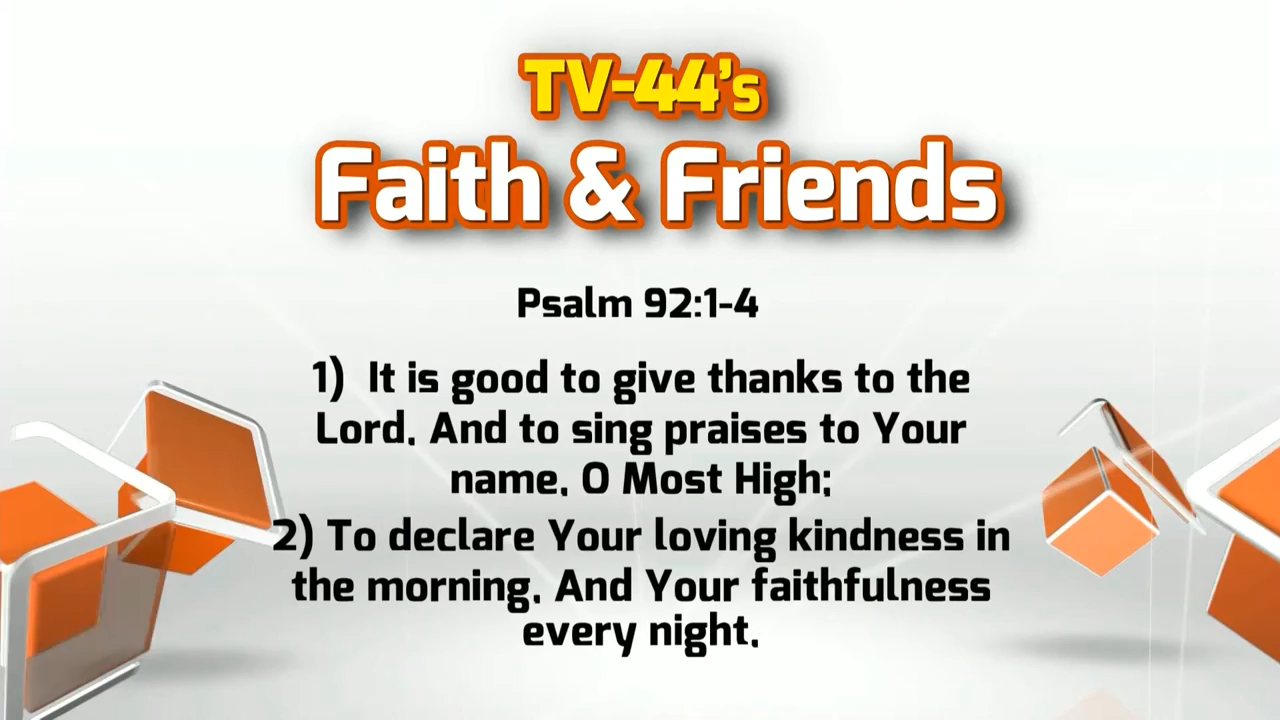 TV-44's
Faith & Friends
Psalm 92:1-4
1) It is good to give thanks to the
Lord, And to sing praises to Your
name, O Most High;
2) To declare Your loving kindness in
the morning, And Your faithfulness
every night,